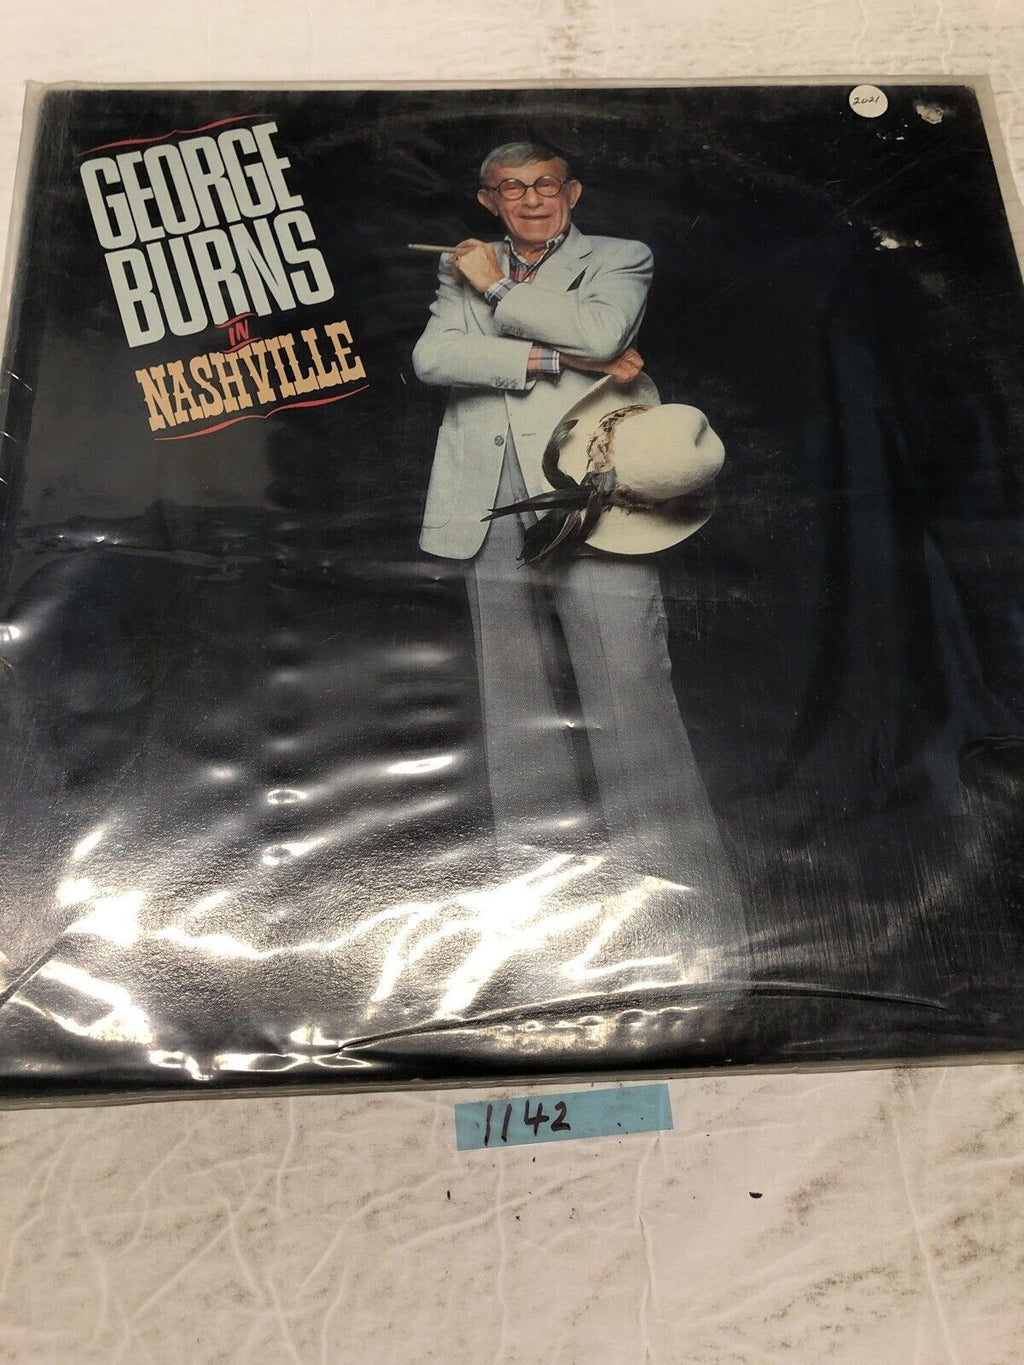 2021
GEORGE
BURNS
IN
NASHVILLE
1142